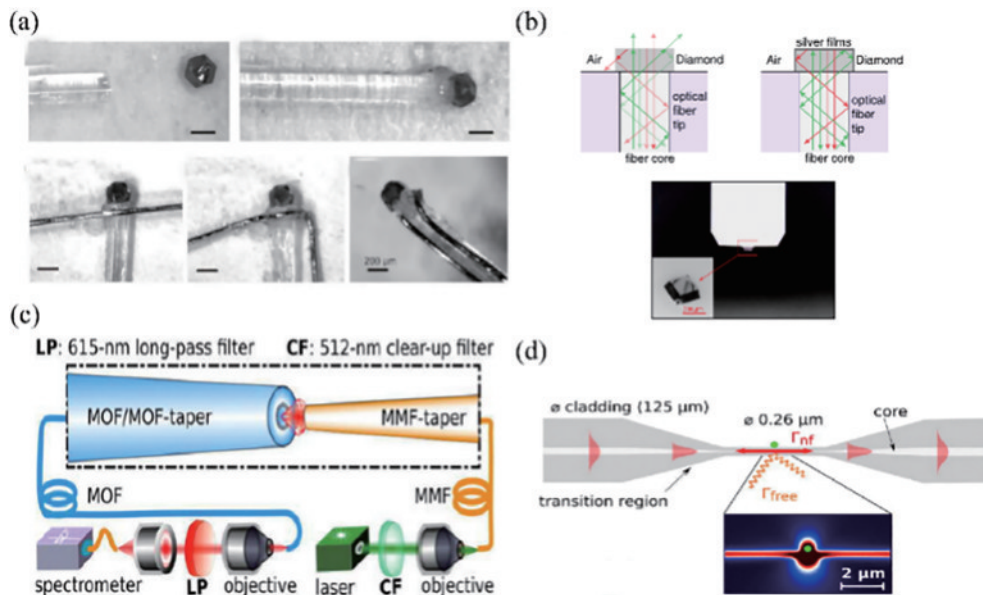 (a)
200 µm
(b)
silver films
Air
Diamond
Air
Diamond
optical
fiber
tip
optical
fiber
tip
fiber core
fiber core
(c)
LP: 615-nm long-pass filter
CF: 512-nm clear-up filter
MOF/MOF-taper
MMF-taper
MOF
MMF
spectrometer
LP
objective
laser
CF
objective
(d)
ø cladding (125 µm)
ø 0.26 µm
core
Γnf
Γfree
transition region
2 µm